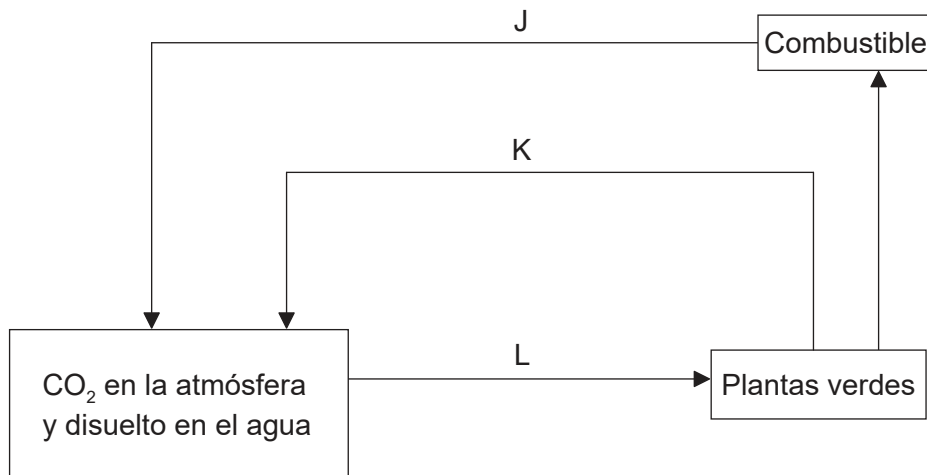 J
Combustible
K
L
CO₂ en la atmósfera
y disuelto en el agua
Plantas verdes